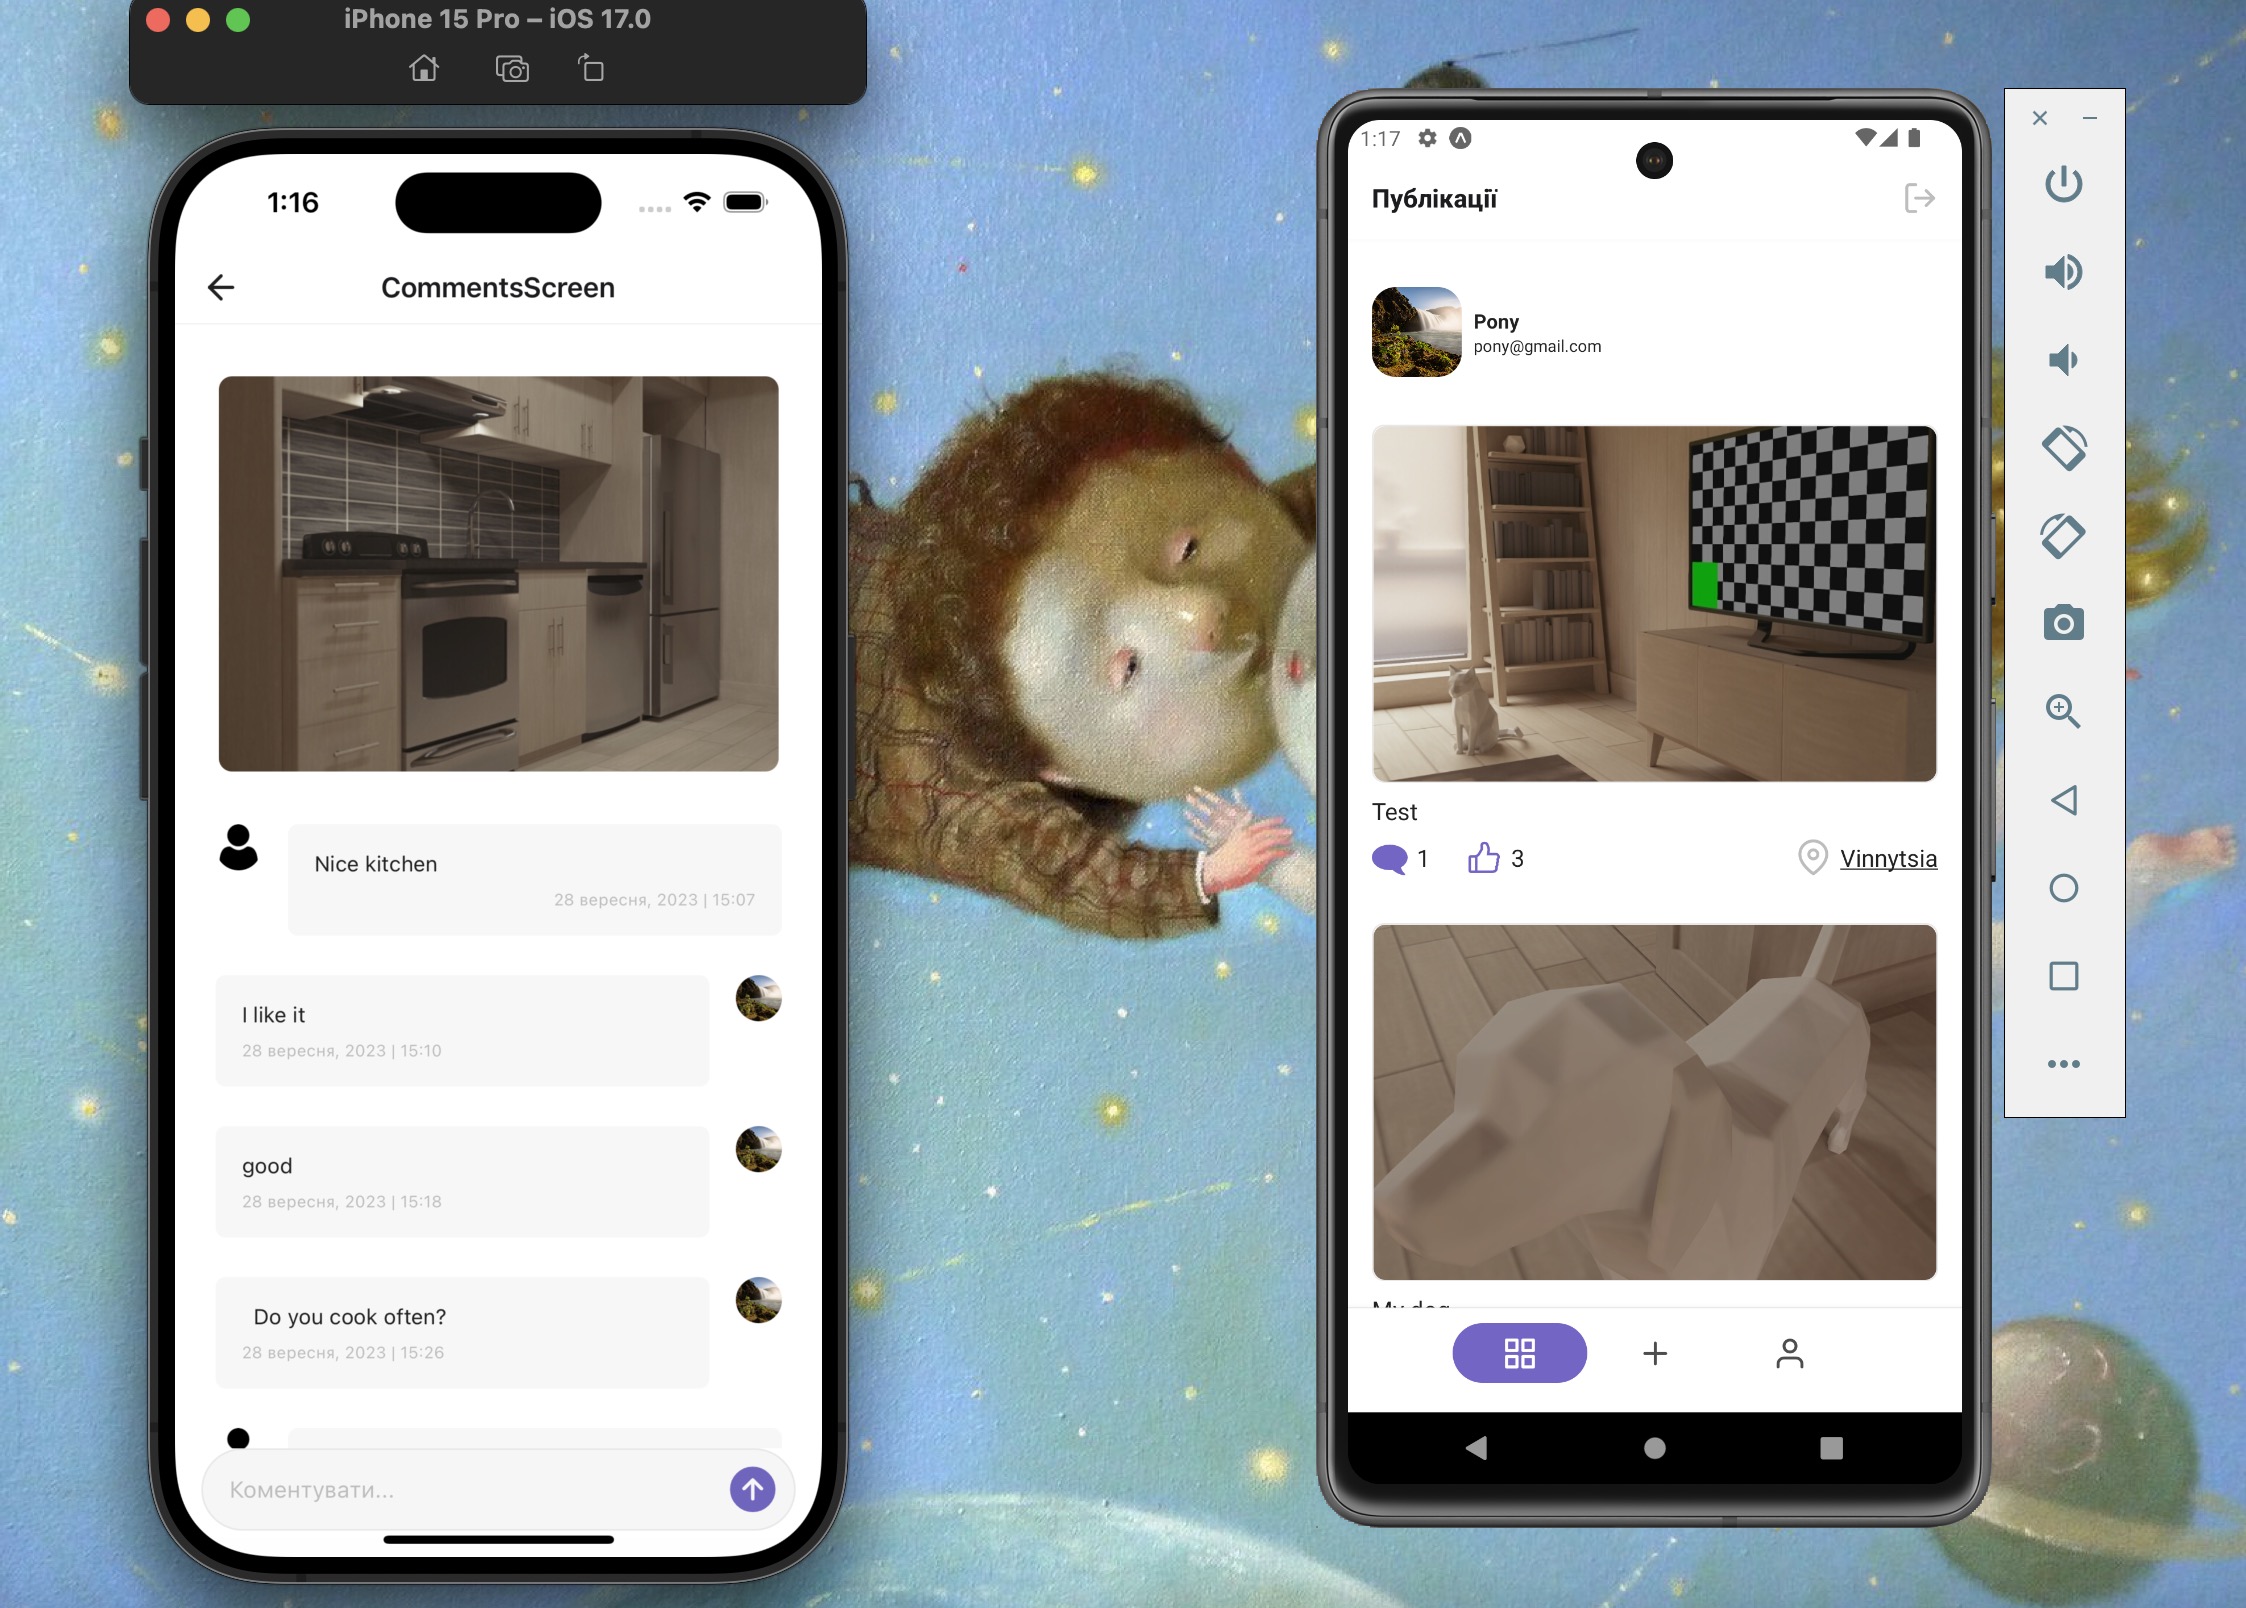 iPhone 15 Pro – iOS 17.0
1:16
CommentsScreen
Nice kitchen
28 вересня, 2023 | 15:07
I like it
28 вересня, 2023 | 15:10
good
28 вересня, 2023 | 15:18
Do you cook often?
28 вересня, 2023 | 15:26
Коментувати...
1:17
Публікації
Pony
pony@gmail.com
Test
1
3
Vinnytsia
My dog